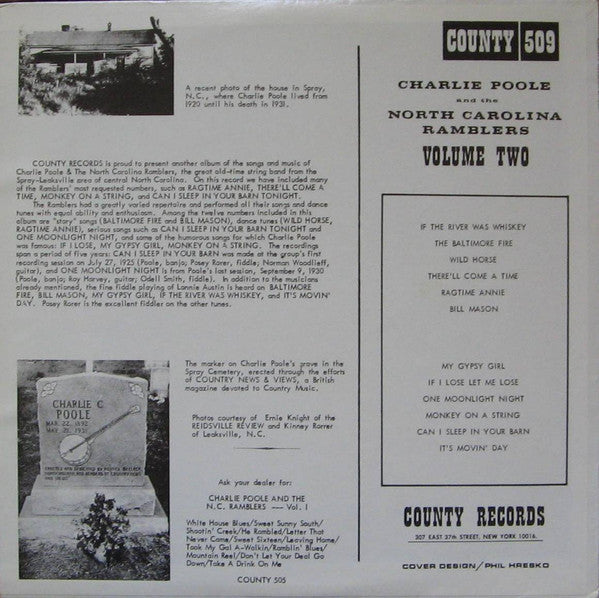 A recent photo of the house in Spray,
N.C., where Charlie Poole lived from
1920 until his death in 1931.
COUNTY RECORDS is proud to present another album of the songs and music of
Charlie Poole & The North Carolina Ramblers, the great old-time string band from the
Spray-Leaksville area of central North Carolina. On this record we have included many
of the Ramblers' most requested numbers, such as RAGTIME ANNIE, THERE'LL COME A
TIME, MONKEY ON A STRING, and CAN I SLEEP IN YOUR BARN TONIGHT.
The Ramblers had a greatly varied repertoire and performed all their songs and dance
tunes with equal ability and enthusiasm. Among the twelve numbers included in this
album are "story" songs (BALTIMORE FIRE and BILL MASON), dance tunes (WILD HORSE,
RAGTIME ANNIE), serious songs such as CAN I SLEEP IN YOUR BARN TONIGHT and
ONE MOONLIGHT NIGHT, and some of the humorous songs for which Charlie Poole
was famous: IF I LOSE, MY GYPSY GIRL, MONKEY ON A STRING. The recordings
span a period of five years: CAN I SLEEP IN YOUR BARN was made at the group's first
recording session on July 27, 1925 (Poole, banjo; Posey Rorer, fiddle; Norman Woodlieff,
guitar), and ONE MOONLIGHT NIGHT is from Poole's last session, September 9, 1930
(Poole, banjo; Roy Harvey, guitar; Odell Smith, fiddle). In addition to the musicians
already mentioned, the fine fiddle playing of Lonnie Austin is heard on BALTIMORE
FIRE, BILL MASON, MY GYPSY GIRL, IF THE RIVER WAS WHISKEY, and IT'S MOVIN'
DAY. Posey Rorer is the excellent fiddler on the other tunes.
The marker on Charlie Poole's grave in the
Spray Cemetery, erected through the efforts
of COUNTRY NEWS & VIEWS, a British
magazine devoted to Country Music.
CHARLIE C.
POOLE
MAR. 22, 1892
MAY 21, 1931
Photos courtesy of Ernie Knight of the
REIDSVILLE REVIEW and Kinney Rorrer
of Leaksville, N.C.
Ask your dealer for:
CHARLIE POOLE AND THE
N.C. RAMBLERS --- Vol. I
White House Blues/Sweet Sunny South/
Shootin' Creek/He Rambled/Letter That
Never Came/Sweet Sixteen/Leaving Home/
Took My Gal A-Walkin/Ramblin' Blues/
Mountain Reel/Don't Let Your Deal Go
Down/Take A Drink On Me
COUNTY 505
COUNTY 509
CHARLIE POOLE
and the
NORTH CAROLINA
RAMBLERS
VOLUME TWO
IF THE RIVER WAS WHISKEY
THE BALTIMORE FIRE
WILD HORSE
THERE'LL COME A TIME
RAGTIME ANNIE
BILL MASON
MY GYPSY GIRL
IF I LOSE LET ME LOSE
ONE MOONLIGHT NIGHT
MONKEY ON A STRING
CAN I SLEEP IN YOUR BARN
IT'S MOVIN' DAY
COUNTY RECORDS
307 EAST 37th STREET, NEW YORK 10016.
COVER DESIGN / PHIL HRESKO